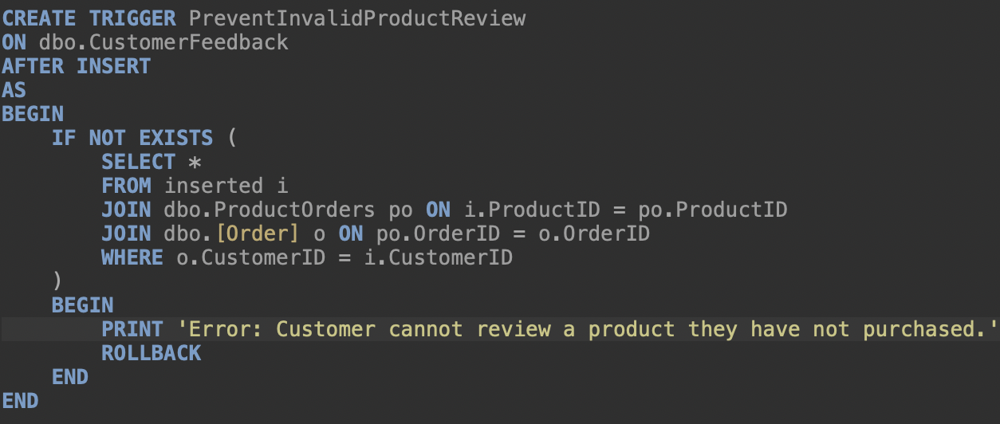 CREATE TRIGGER PreventInvalidProductReview
ON dbo.CustomerFeedback
AFTER INSERT
AS
BEGIN
    IF NOT EXISTS (
        SELECT *
        FROM inserted i
        JOIN dbo.ProductOrders po ON i.ProductID = po.ProductID
        JOIN dbo.[Order] o ON po.OrderID = o.OrderID
        WHERE o.CustomerID = i.CustomerID
    )
    BEGIN
        PRINT 'Error: Customer cannot review a product they have not purchased.'
        ROLLBACK
    END
END